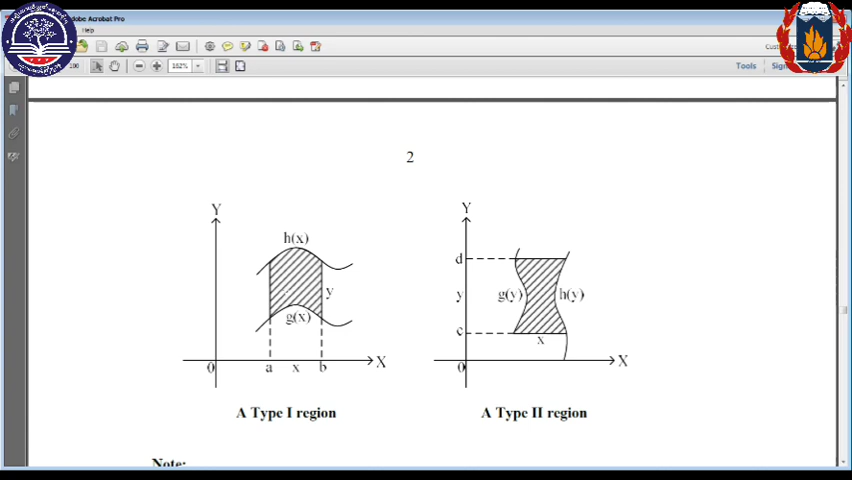 dobe Acrobat Pro
Help
Tools
162%
2
Y
h(x)
y
g(x)
0
a
x
b
X
A Type I region
Y
d
y
g(y)
h(y)
c
x
0
X
A Type II region
Note: